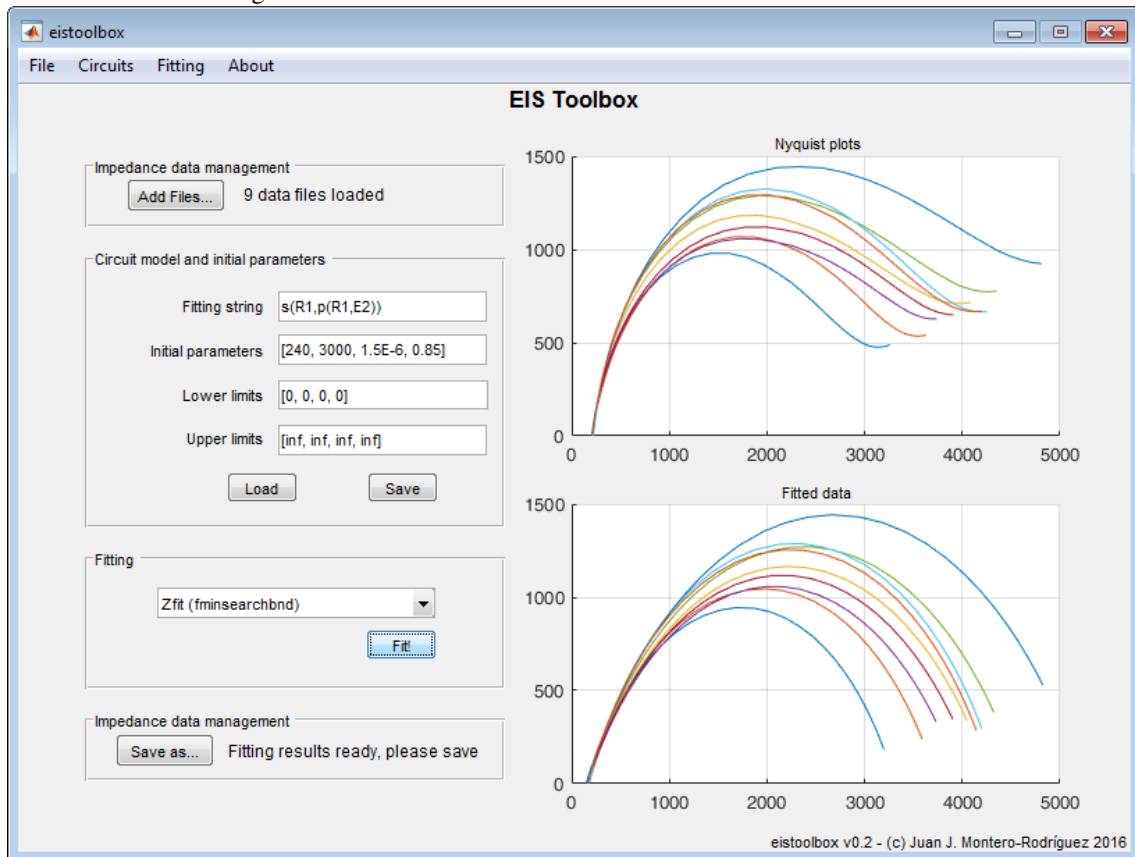 eistoolbox
File Circuits Fitting About
EIS Toolbox
Impedance data management
Add Files... 9 data files loaded
Circuit model and initial parameters
Fitting string s(R1,p(R1,E2))
Initial parameters [240, 3000, 1.5E-6, 0.85]
Lower limits [0, 0, 0, 0]
Upper limits [inf, inf, inf, inf]
Load Save
Fitting
Zfit (fminsearchbnd)
Fit!
Impedance data management
Save as... Fitting results ready, please save
Nyquist plots
1500
1000
500
0
0 1000 2000 3000 4000 5000
Fitted data
1500
1000
500
0
0 1000 2000 3000 4000 5000
eistoolbox v0.2 - (c) Juan J. Montero-Rodríguez 2016